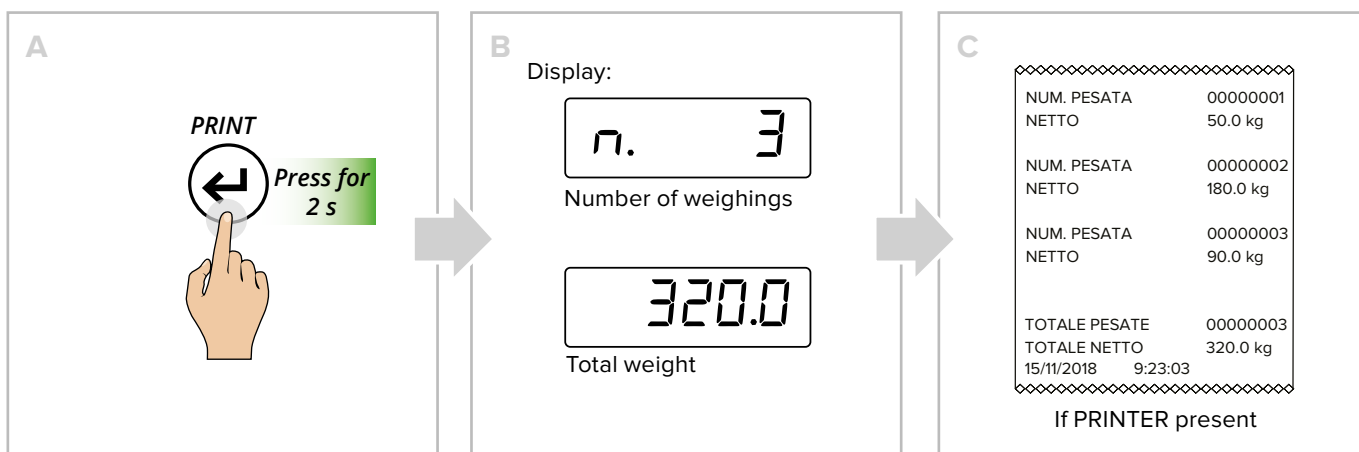 A
PRINT
Press for
2 s
B
Display:
n. 3
Number of weighings
320.0
Total weight
C
NUM. PESATA 00000001
NETTO 50.0 kg
NUM. PESATA 00000002
NETTO 180.0 kg
NUM. PESATA 00000003
NETTO 90.0 kg
TOTALE PESATE 00000003
TOTALE NETTO 320.0 kg
15/11/2018 9:23:03
If PRINTER present